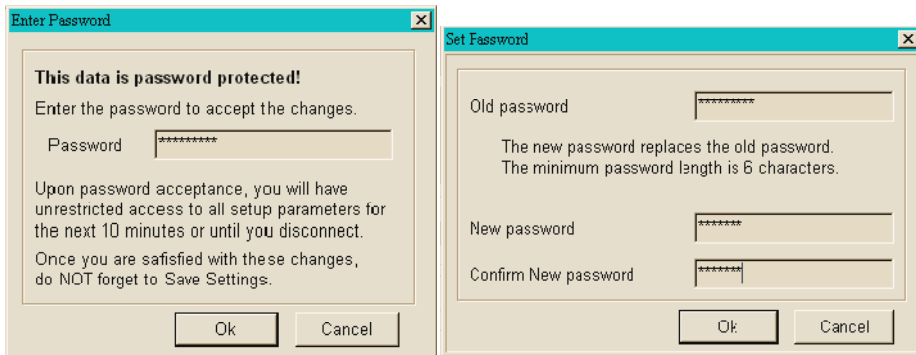 Enter Password
This data is password protected!
Enter the password to accept the changes.
Password *********
Upon password acceptance, you will have
unrestricted access to all setup parameters for
the next 10 minutes or until you disconnect.
Once you are safisfied with these changes,
do NOT forget to Save Settings.
Ok Cancel
Set Fassword
Old password *********
The new password replaces the old password.
The minimum password length is 6 characters.
New password *******
Confirm New password *******
Ok Cancel